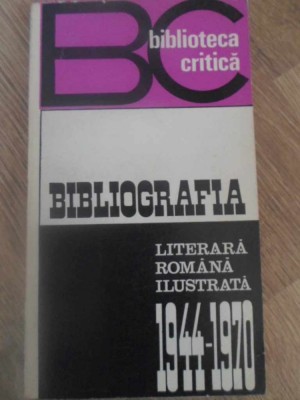 BC
biblioteca
critică
BIBLIOGRAFIA
LITERARĂ
ROMÂNĂ
ILUSTRATĂ
1944-1970